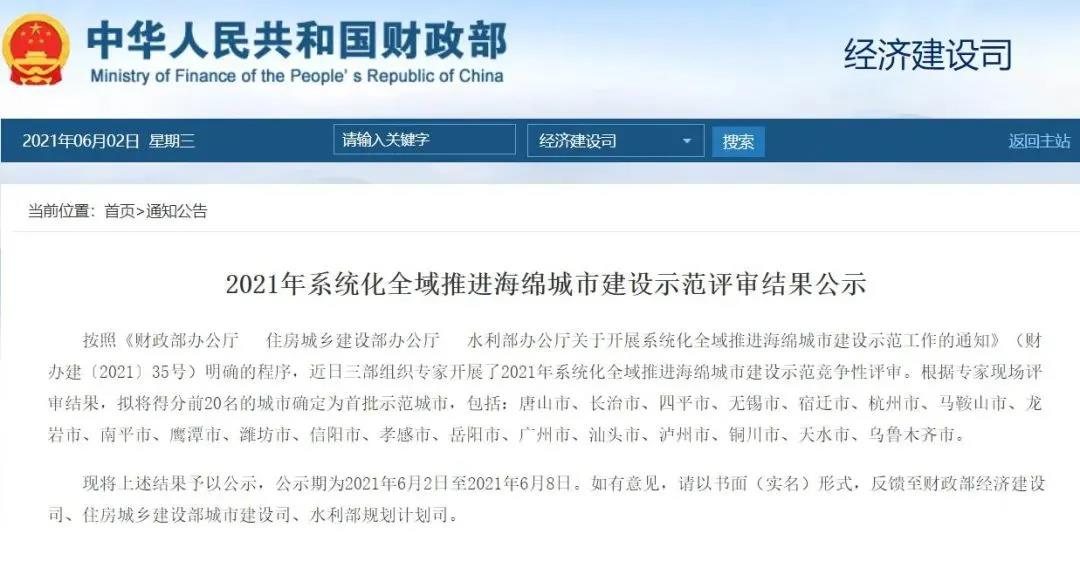 中华人民共和国财政部
Ministry of Finance of the People's Republic of China
经济建设司
2021年06月02日 星期三
请输入关键字
经济建设司
搜索
返回主站
当前位置：首页>通知公告
2021年系统化全域推进海绵城市建设示范评审结果公示
按照《财政部办公厅 住房城乡建设部办公厅 水利部办公厅关于开展系统化全域推进海绵城市建设示范工作的通知》（财
办建〔2021〕35号）明确的程序，近日三部组织专家开展了2021年系统化全域推进海绵城市建设示范竞争性评审。根据专家现场评
审结果，拟将得分前20名的城市确定为首批示范城市，包括：唐山市、长治市、四平市、无锡市、宿迁市、杭州市、马鞍山市、龙
岩市、南平市、鹰潭市、潍坊市、信阳市、孝感市、岳阳市、广州市、汕头市、泸州市、铜川市、天水市、乌鲁木齐市。
现将上述结果予以公示，公示期为2021年6月2日至2021年6月8日。如有意见，请以书面（实名）形式，反馈至财政部经济建设
司、住房城乡建设部城市建设司、水利部规划计划司。